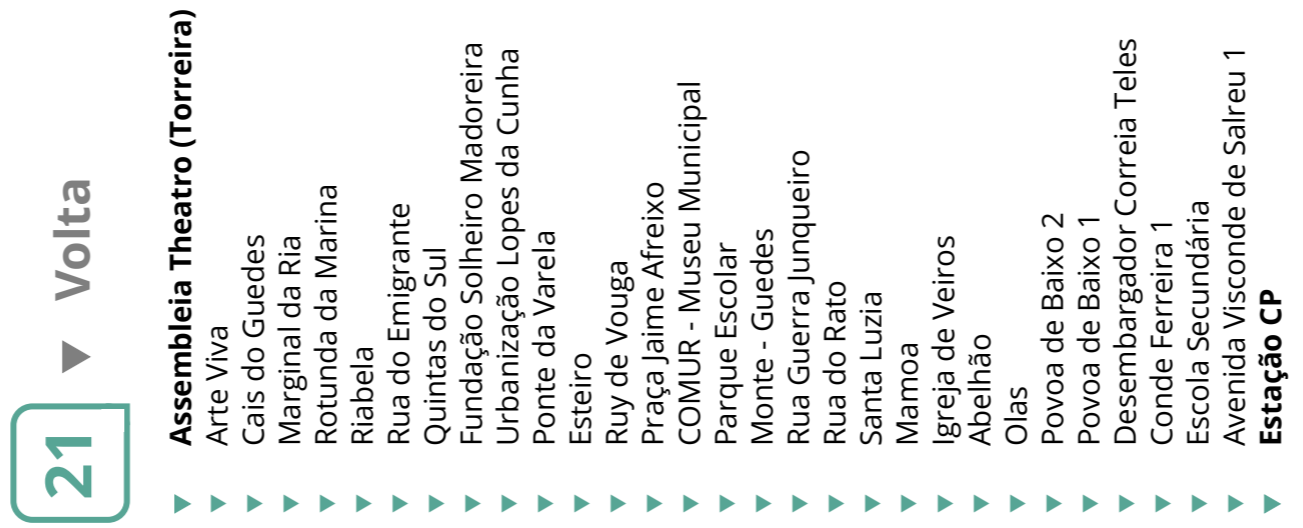 21 ▼ Volta
▼ Assembleia Theatro (Torreira)
▼ Arte Viva
▼ Cais do Guedes
▼ Marginal da Ria
▼ Rotunda da Marina
▼ Riabela
▼ Rua do Emigrante
▼ Quintas do Sul
▼ Fundação Solheiro Madoreira
▼ Urbanização Lopes da Cunha
▼ Ponte da Varela
▼ Esteiro
▼ Ruy de Vouga
▼ Praça Jaime Afreixo
▼ COMUR - Museu Municipal
▼ Parque Escolar
▼ Monte - Guedes
▼ Rua Guerra Junqueiro
▼ Rua do Rato
▼ Santa Luzia
▼ Mamoa
▼ Igreja de Veiros
▼ Abelhão
▼ Olas
▼ Povoa de Baixo 2
▼ Povoa de Baixo 1
▼ Desembargador Correia Teles
▼ Conde Ferreira 1
▼ Escola Secundária
▼ Avenida Visconde de Salreu 1
▼ Estação CP